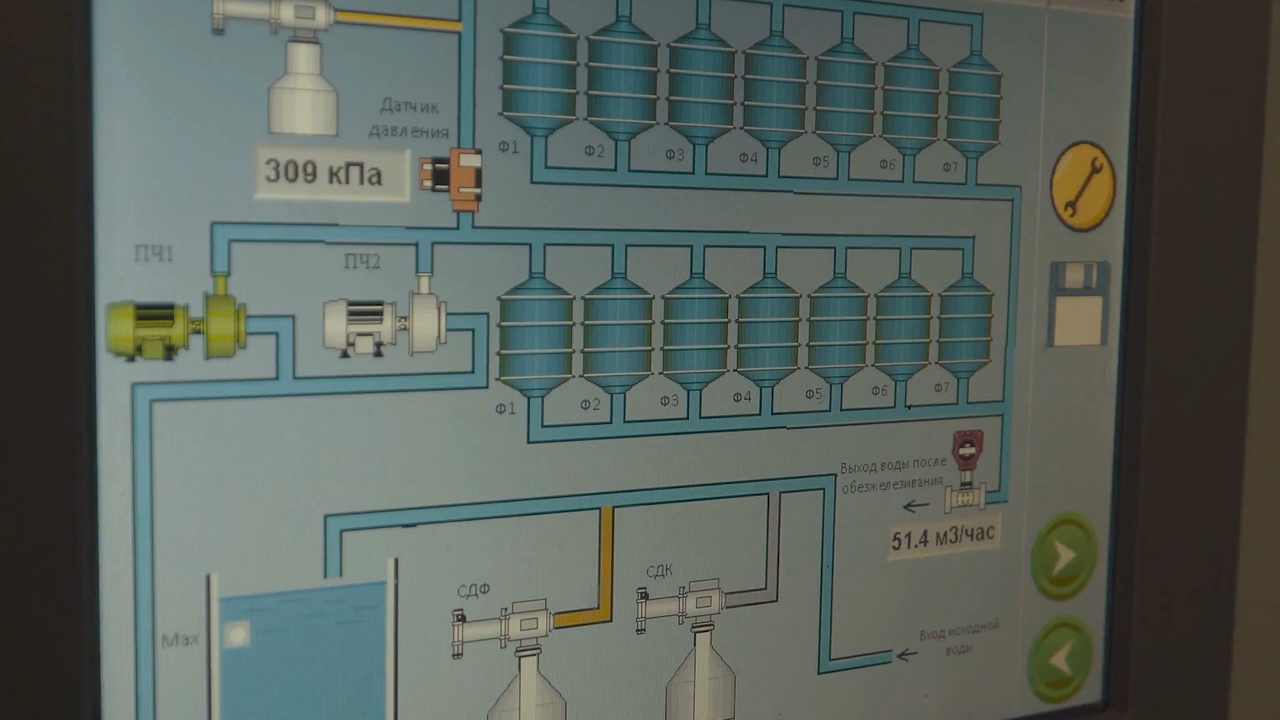 Датчик
давления
309 кПа
Ф1
Ф2
Ф3
Ф4
Ф5
Ф6
Ф7
ПЧ1
ПЧ2
Ф1
Ф2
Ф3
Ф4
Ф5
Ф6
Ф7
Выход воды после
обезжелезивания
51.4 м3/час
СДФ
СДК
Max
Вход исходной
воды